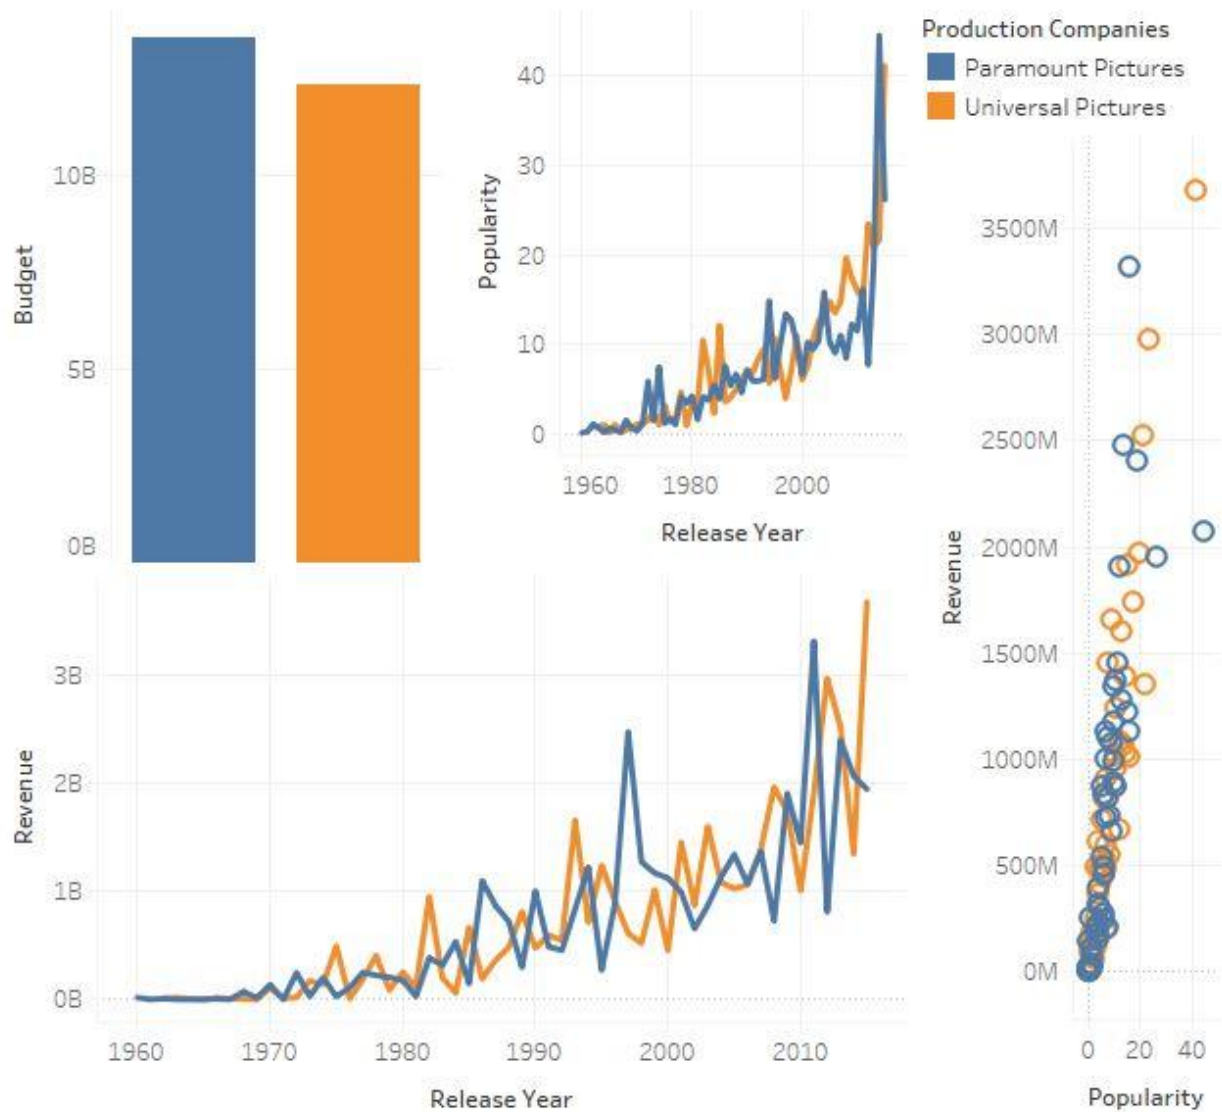 Budget
10B
5B
0B
Popularity
40
30
20
10
0
1960 1980 2000
Release Year
Production Companies
Paramount Pictures
Universal Pictures
Revenue
3B
2B
1B
0B
1960 1970 1980 1990 2000 2010
Release Year
Revenue
3500M
3000M
2500M
2000M
1500M
1000M
500M
0M
0 20 40
Popularity